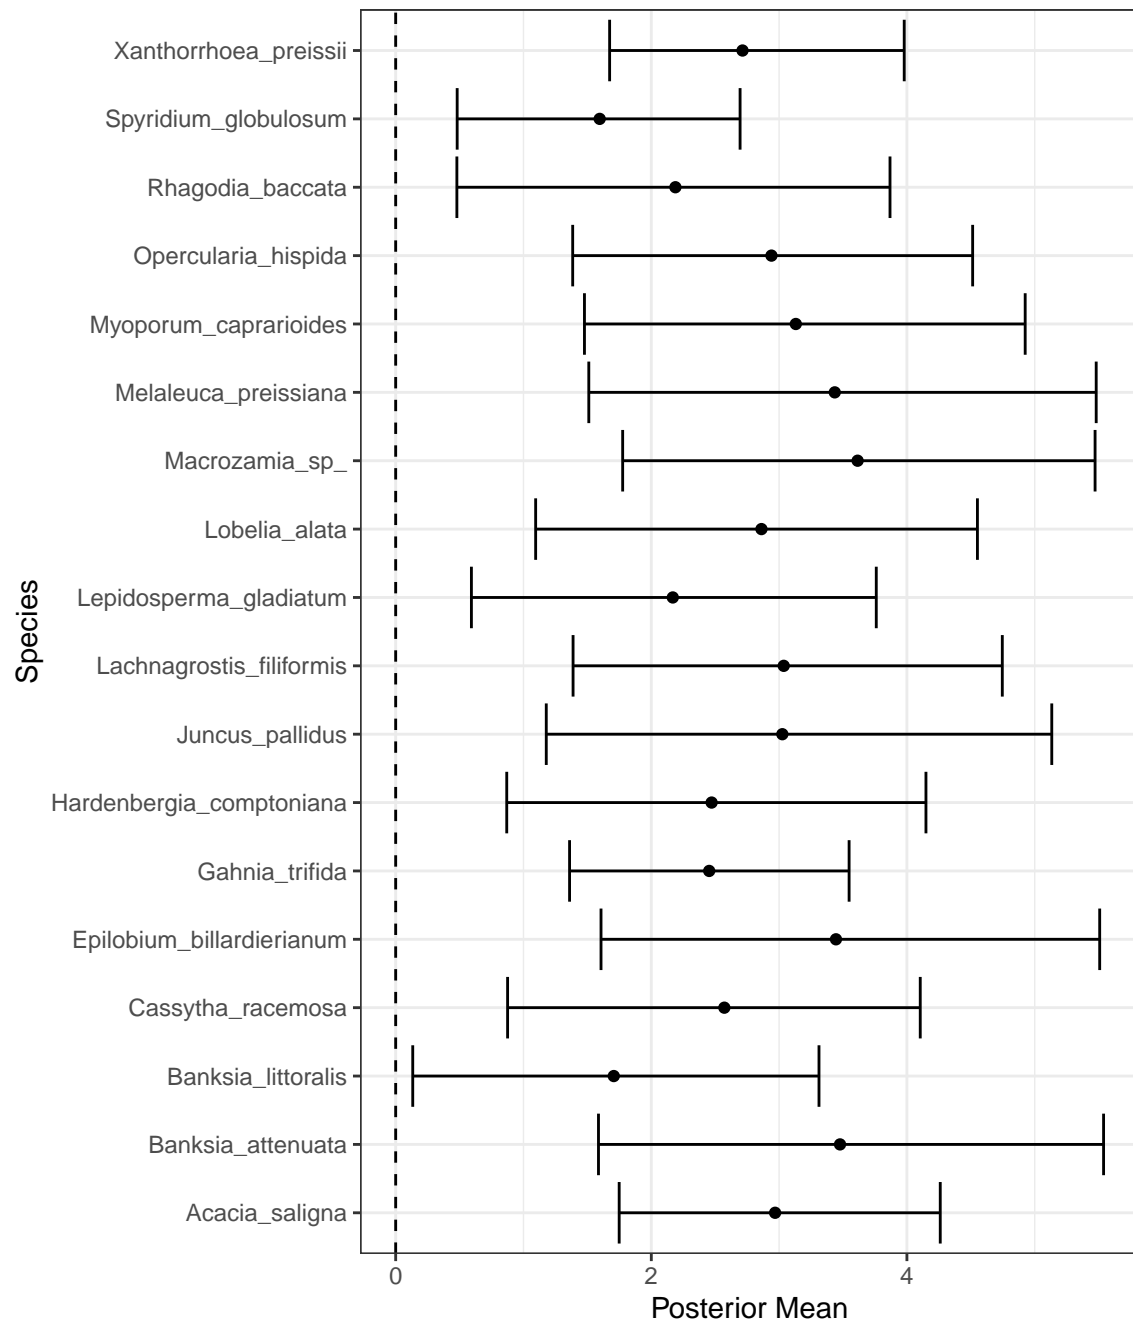 Xanthorrhoea_preissii
Spyridium_globulosum
Rhagodia_baccata
Opercularia_hispida
Myoporum_caprarioides
Melaleuca_preissiana
Macrozamia_sp_
Lobelia_alata
Lepidosperma_gladiatum
Lachnagrostis_filiformis
Juncus_pallidus
Hardenbergia_comptoniana
Gahnia_trifida
Epilobium_billardierianum
Cassytha_racemosa
Banksia_littoralis
Banksia_attenuata
Acacia_saligna
Species
0 2 4
Posterior Mean